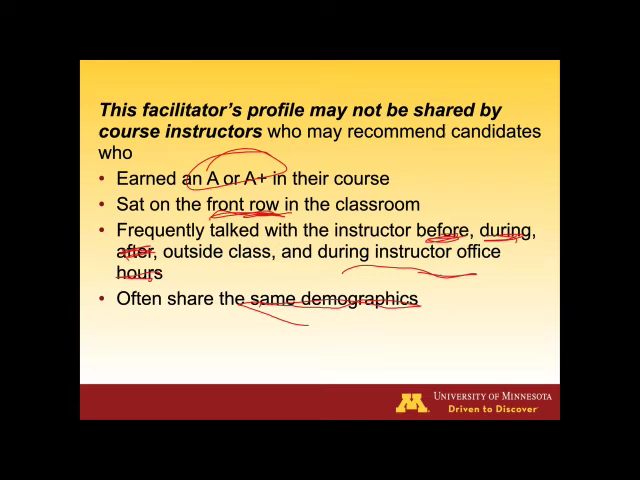 This facilitator's profile may not be shared by
course instructors who may recommend candidates
who
• Earned an A or A+ in their course
• Sat on the front row in the classroom
• Frequently talked with the instructor before, during,
after, outside class, and during instructor office
hours
• Often share the same demographics
M
UNIVERSITY OF MINNESOTA
Driven to Discover